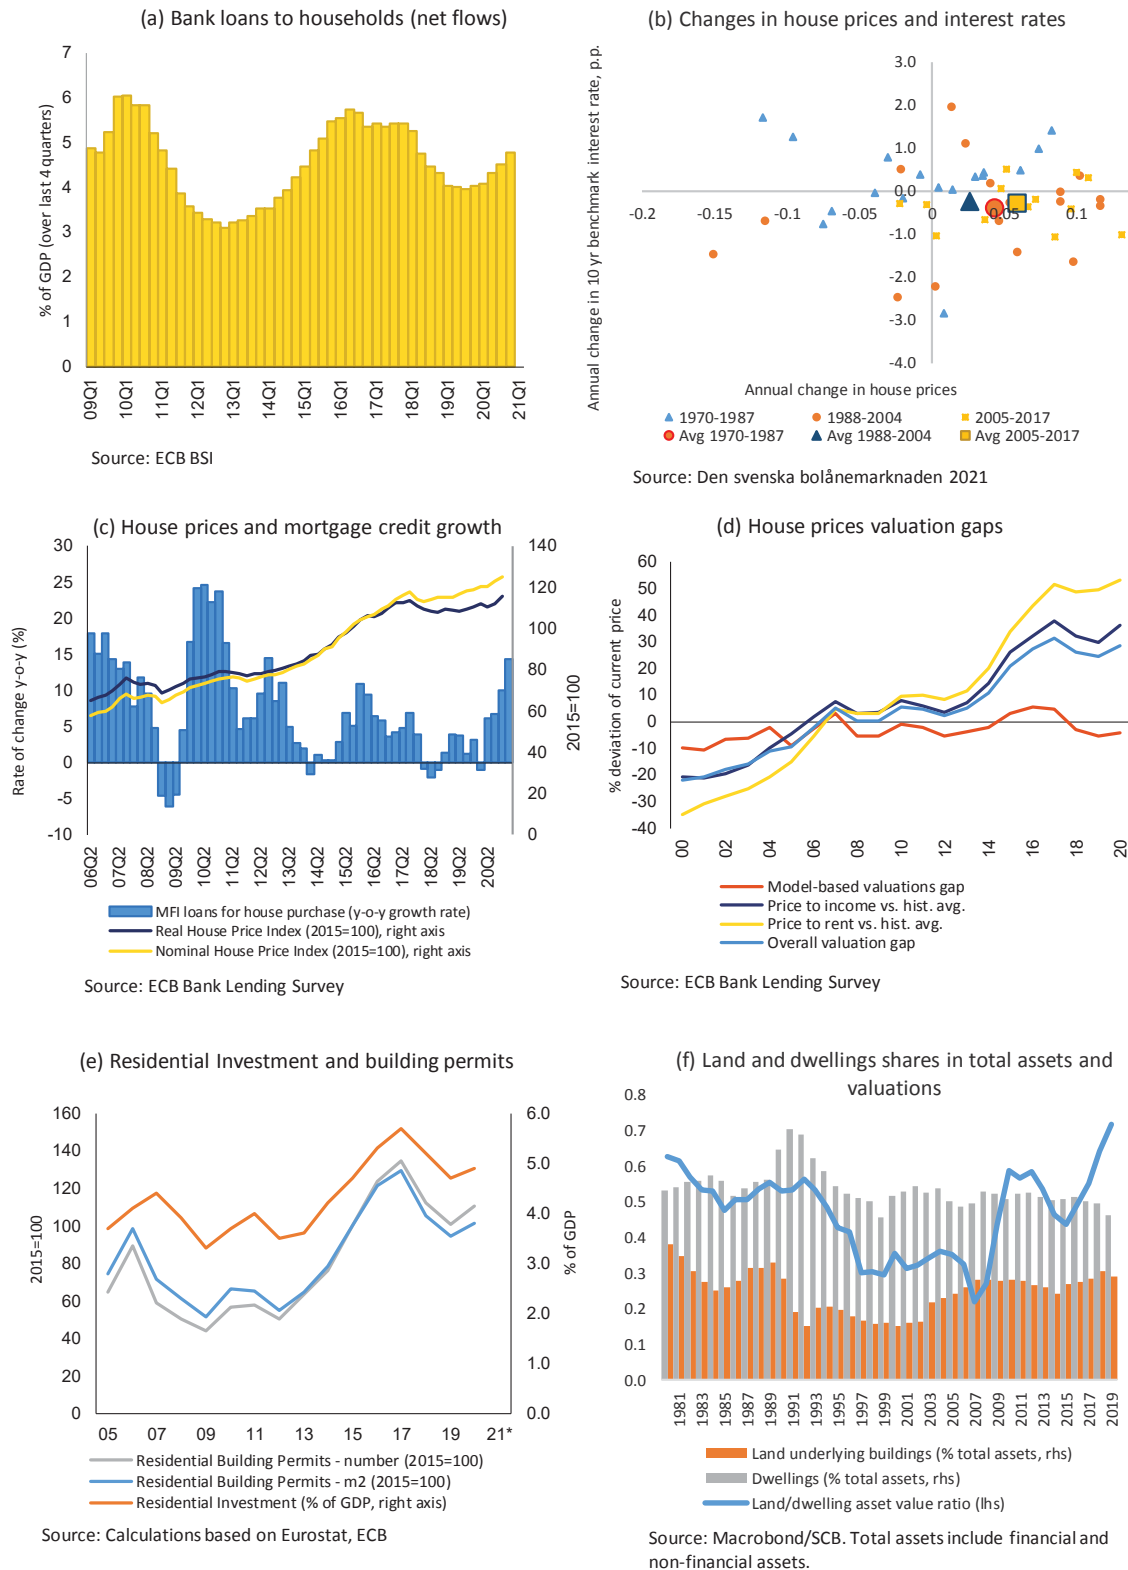 (a) Bank loans to households (net flows)
% of GDP (over last 4 quarters)
7
6
5
4
3
2
1
0
09Q1
10Q1
11Q1
12Q1
13Q1
14Q1
15Q1
16Q1
17Q1
18Q1
19Q1
20Q1
21Q1
Source: ECB BSI
(b) Changes in house prices and interest rates
Annual change in 10 yr benchmark interest rate, p.p.
3.0
2.0
1.0
0.0
-1.0
-2.0
-3.0
-4.0
-0.2
-0.15
-0.1
-0.05
0
0.05
0.1
Annual change in house prices
1970-1987
1988-2004
2005-2017
Avg 1970-1987
Avg 1988-2004
Avg 2005-2017
Source: Den svenska bolånemarknaden 2021
(c) House prices and mortgage credit growth
Rate of change y-o-y (%)
30
25
20
15
10
5
0
-5
-10
140
120
100
80
60
40
20
0
2015=100
06Q2
07Q2
08Q2
09Q2
10Q2
11Q2
12Q2
13Q2
14Q2
15Q2
16Q2
17Q2
18Q2
19Q2
20Q2
MFI loans for house purchase (y-o-y growth rate)
Real House Price Index (2015=100), right axis
Nominal House Price Index (2015=100), right axis
Source: ECB Bank Lending Survey
(d) House prices valuation gaps
% deviation of current price
60
50
40
30
20
10
0
-10
-20
-30
-40
00
02
04
06
08
10
12
14
16
18
20
Model-based valuations gap
Price to income vs. hist. avg.
Price to rent vs. hist. avg.
Overall valuation gap
Source: ECB Bank Lending Survey
(e) Residential Investment and building permits
2015=100
160
140
120
100
80
60
40
20
0
6.0
5.0
4.0
3.0
2.0
1.0
0.0
% of GDP
05
07
09
11
13
15
17
19
21*
Residential Building Permits - number (2015=100)
Residential Building Permits - m2 (2015=100)
Residential Investment (% of GDP, right axis)
Source: Calculations based on Eurostat, ECB
(f) Land and dwellings shares in total assets and
valuations
0.8
0.7
0.6
0.5
0.4
0.3
0.2
0.1
0.0
1981
1983
1985
1987
1989
1991
1993
1995
1997
1999
2001
2003
2005
2007
2009
2011
2013
2015
2017
2019
Land underlying buildings (% total assets, rhs)
Dwellings (% total assets, rhs)
Land/dwelling asset value ratio (lhs)
Source: Macrobond/SCB. Total assets include financial and
non-financial assets.